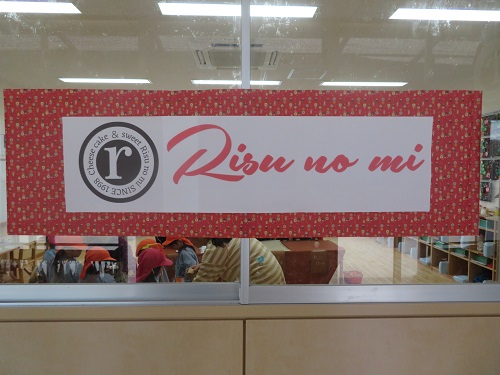 Cheese cake & sweet Risu no mi SINCE 1998
r
Risu no mi